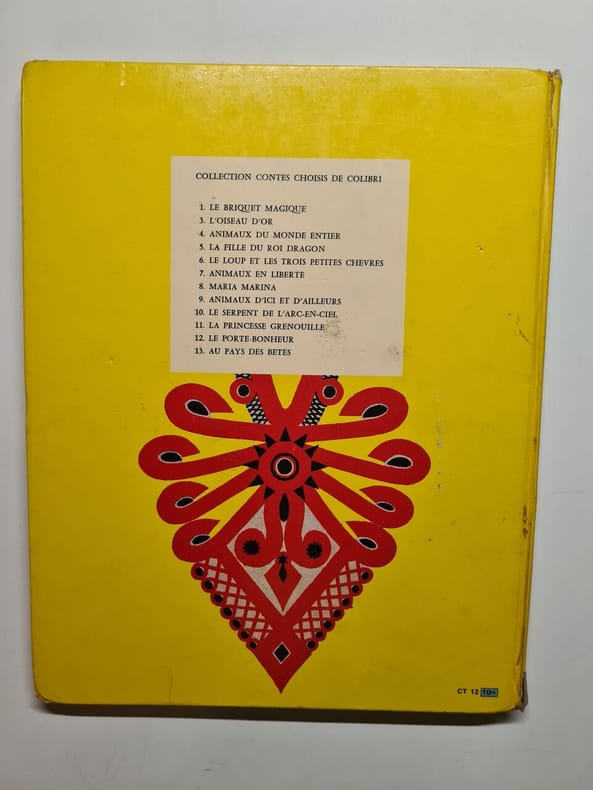 COLLECTION CONTES CHOISIS DE COLIBRI
1. LE BRIQUET MAGIQUE
3. L'OISEAU D'OR
4. ANIMAUX DU MONDE ENTIER
5. LA FILLE DU ROI DRAGON
6. LE LOUP ET LES TROIS PETITES CHEVRES
7. ANIMAUX EN LIBERTE
8. MARIA MARINA
9. ANIMAUX D'ICI ET D'AILLEURS
10. LE SERPENT DE L'ARC-EN-CIEL
11. LA PRINCESSE GRENOUILLE
12. LE PORTE-BONHEUR
13. AU PAYS DES BETES
CT 12 10